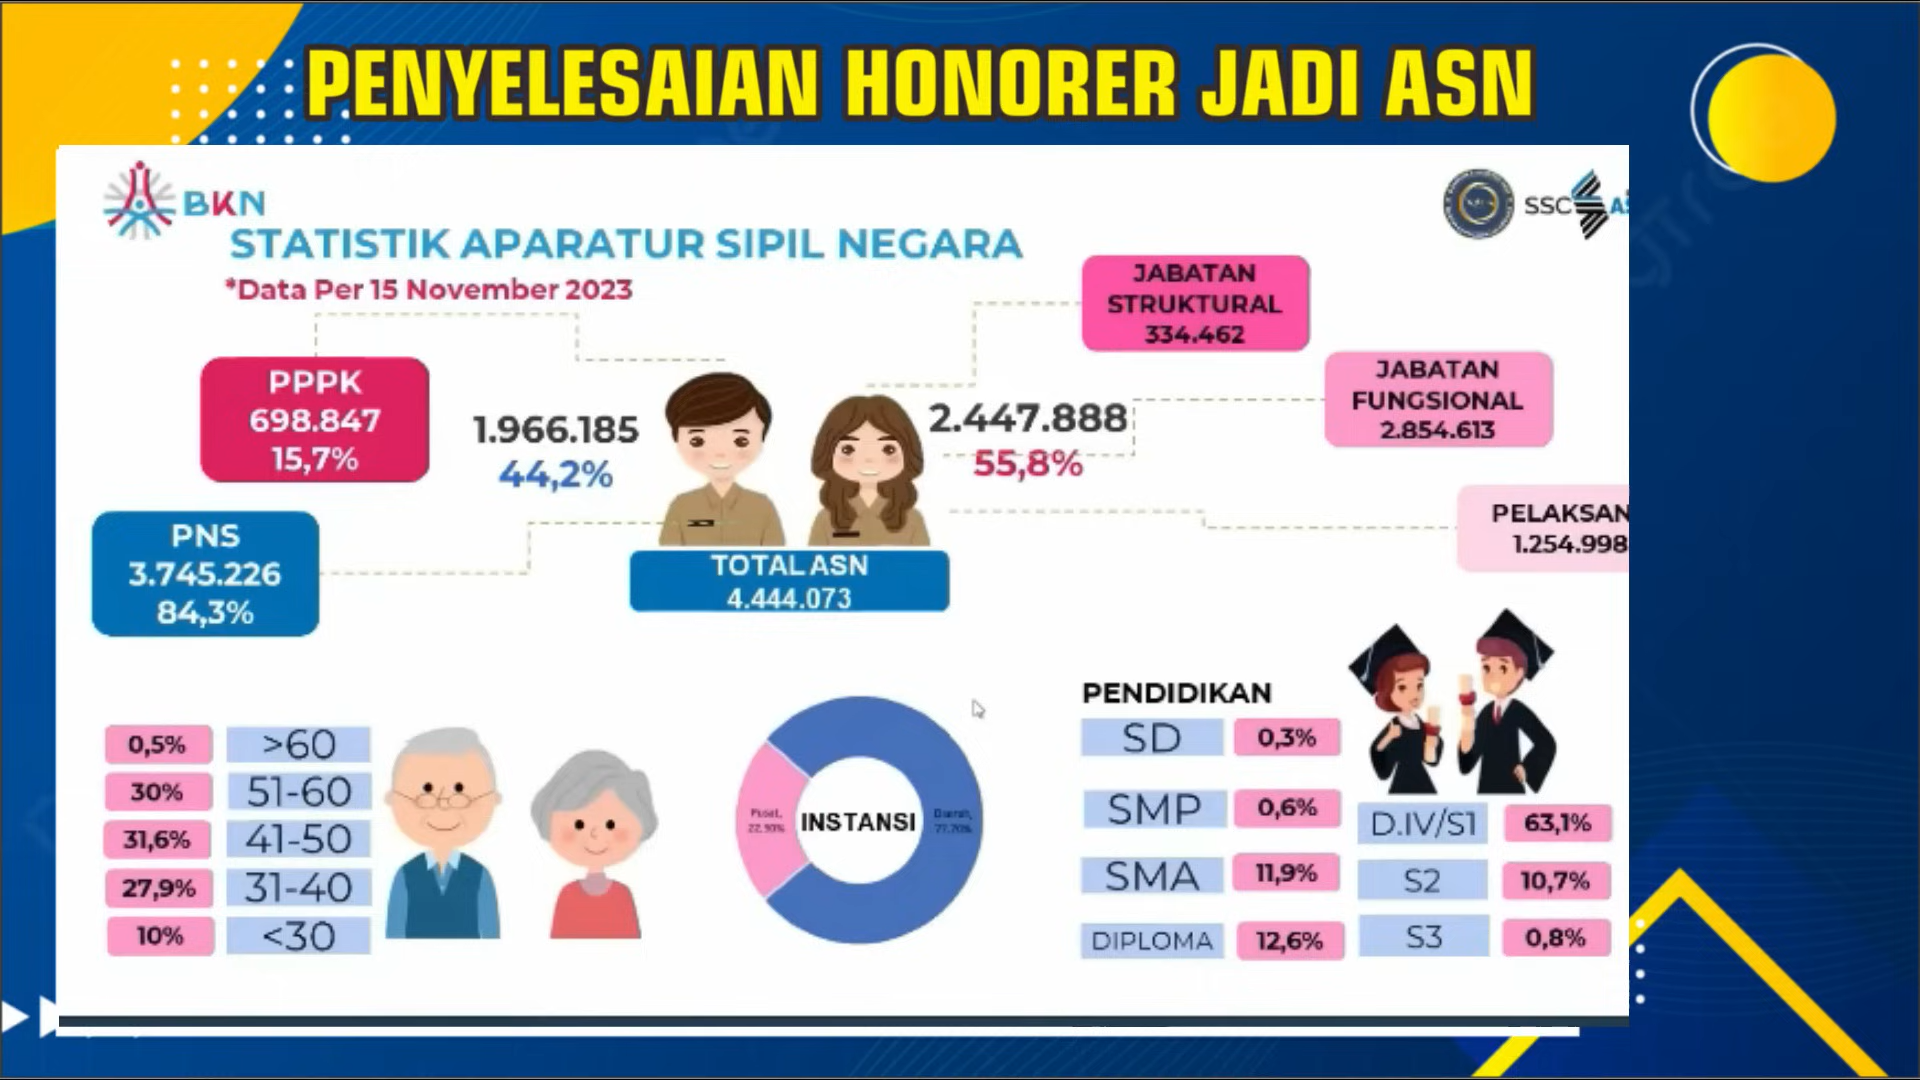 PENYELESAIAN HONORER JADI ASN
BKN
SSC
STATISTIK APARATUR SIPIL NEGARA
*Data Per 15 November 2023
JABATAN
STRUKTURAL
334.462
JABATAN
FUNGSIONAL
2.854.613
PPPK
698.847
15,7%
1.966.185
44,2%
2.447.888
55,8%
PELAKSAN
1.254.998
PNS
3.745.226
84,3%
TOTAL ASN
4.444.073
0,5% >60
30% 51-60
31,6% 41-50
27,9% 31-40
10% <30
INSTANSI
PENDIDIKAN
SD 0,3%
SMP 0,6%
SMA 11,9%
DIPLOMA 12,6%
D.IV/S1 63,1%
S2 10,7%
S3 0,8%